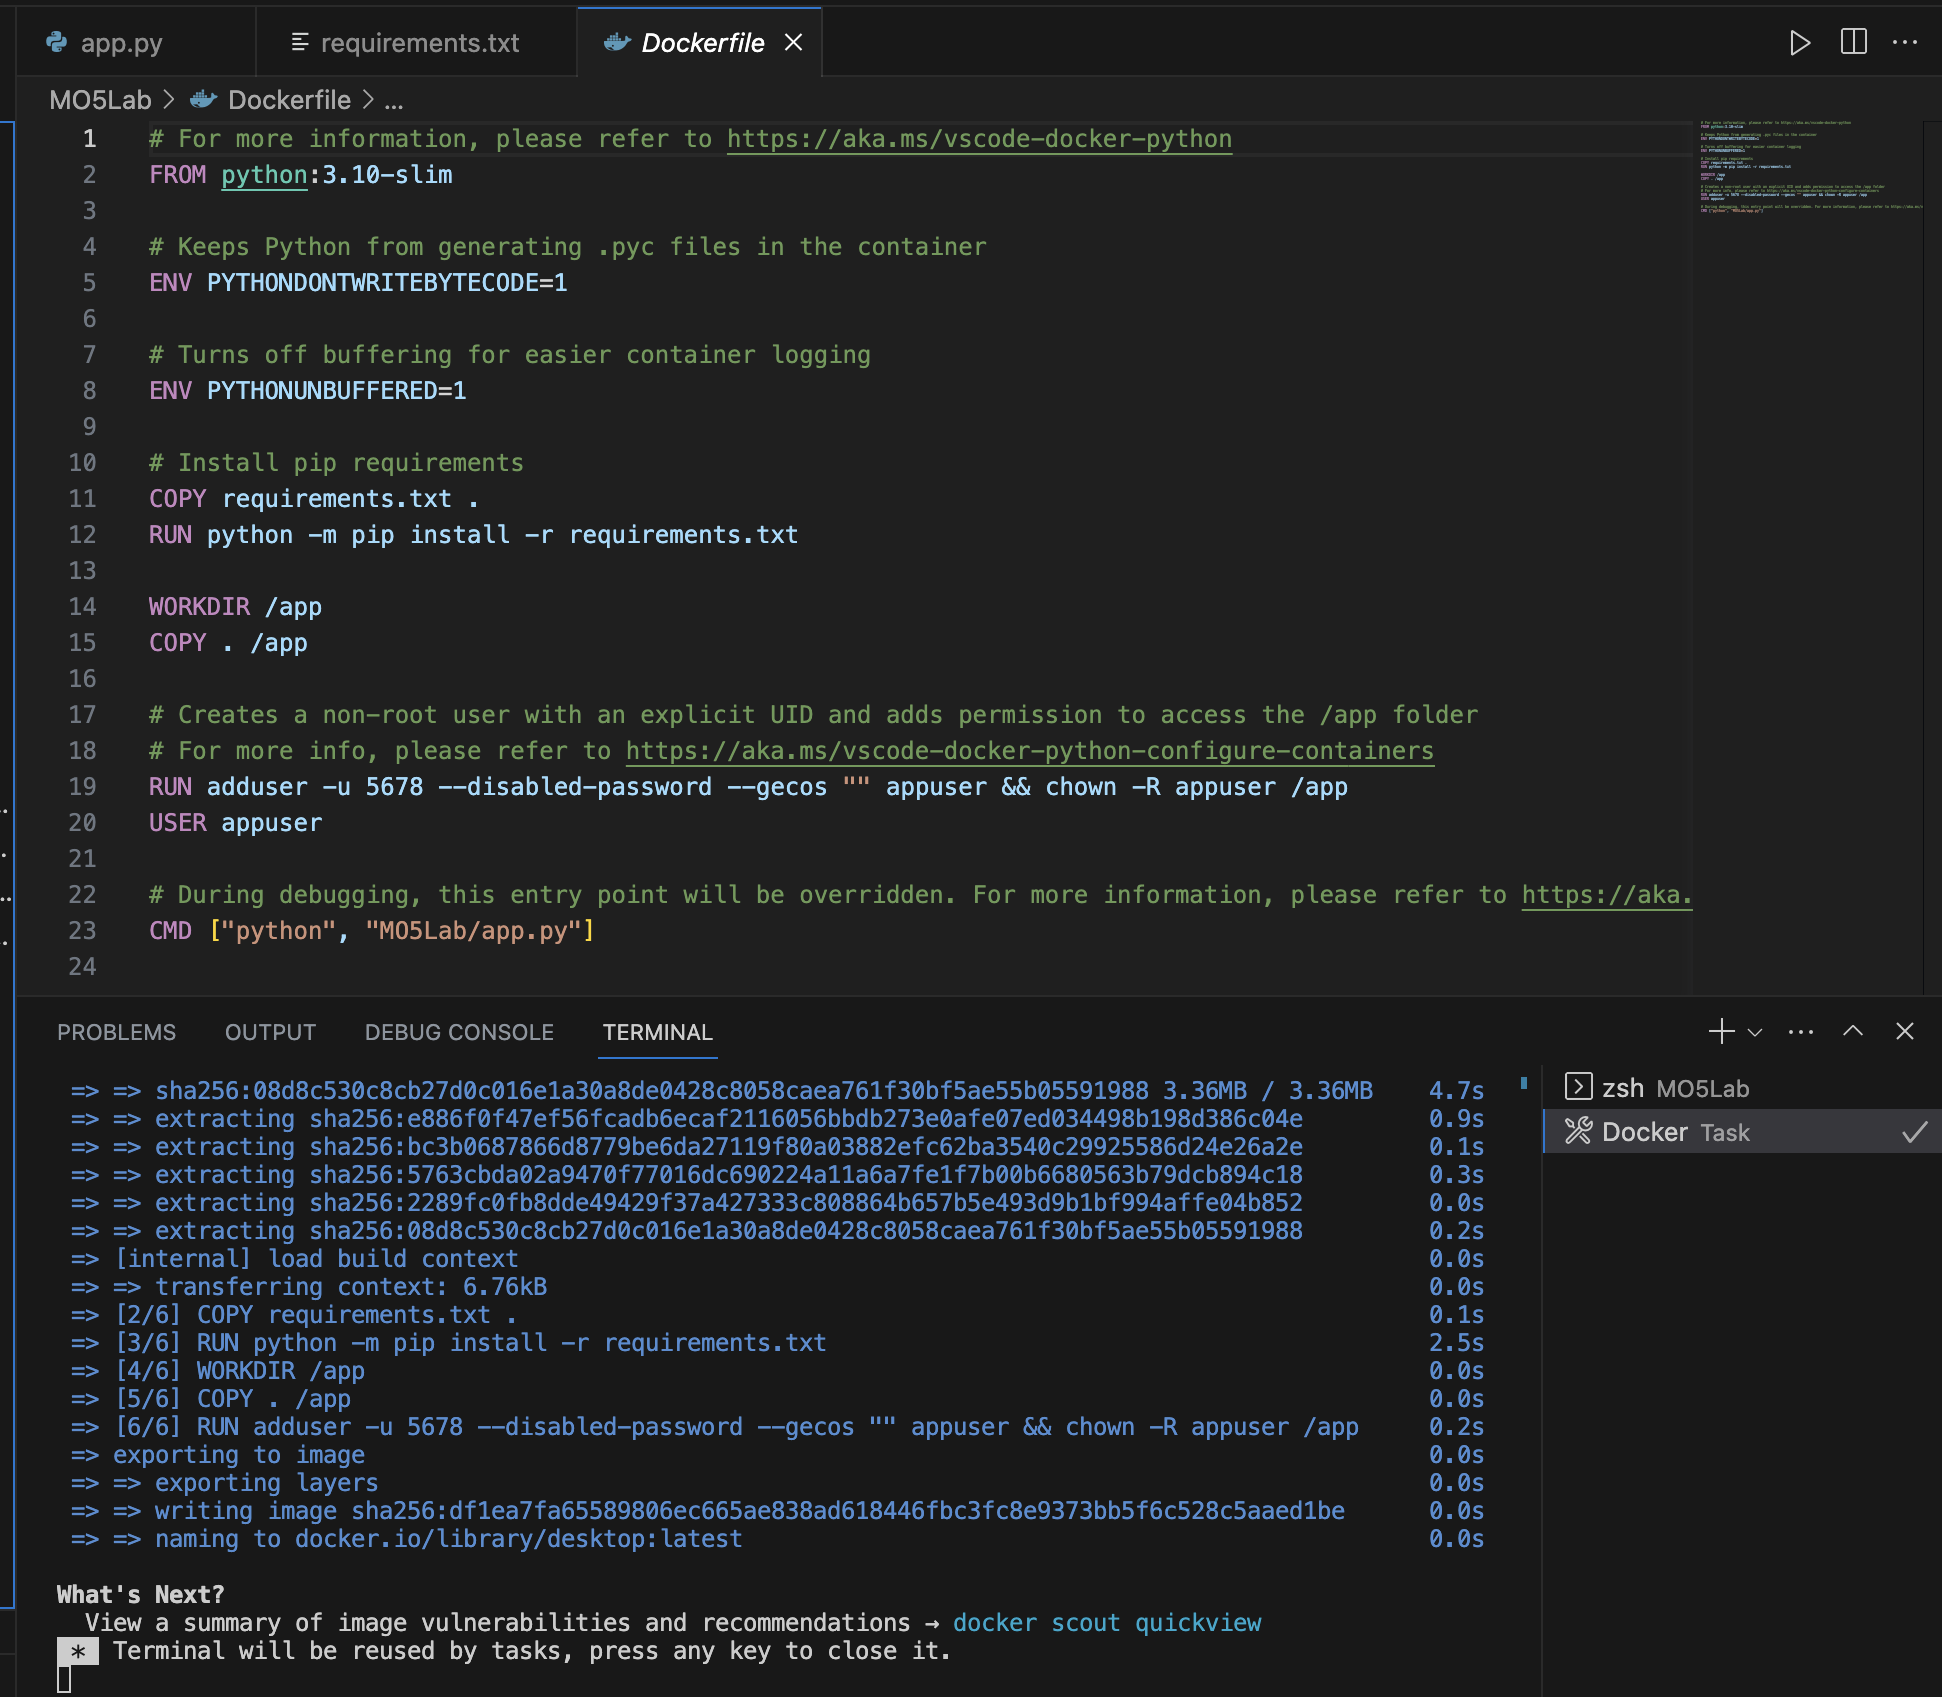 app.py
requirements.txt
Dockerfile
MO5Lab > Dockerfile > ...
1 # For more information, please refer to https://aka.ms/vscode-docker-python
2 FROM python:3.10-slim
3
4 # Keeps Python from generating .pyc files in the container
5 ENV PYTHONDONTWRITEBYTECODE=1
6
7 # Turns off buffering for easier container logging
8 ENV PYTHONUNBUFFERED=1
9
10 # Install pip requirements
11 COPY requirements.txt .
12 RUN python -m pip install -r requirements.txt
13
14 WORKDIR /app
15 COPY . /app
16
17 # Creates a non-root user with an explicit UID and adds permission to access the /app folder
18 # For more info, please refer to https://aka.ms/vscode-docker-python-configure-containers
19 RUN adduser -u 5678 --disabled-password --gecos "" appuser && chown -R appuser /app
20 USER appuser
21
22 # During debugging, this entry point will be overridden. For more information, please refer to https://aka.
23 CMD ["python", "MO5Lab/app.py"]
24
PROBLEMS OUTPUT DEBUG CONSOLE TERMINAL
=> => sha256:08d8c530c8cb27d0c016e1a30a8de0428c8058caea761f30bf5ae55b05591988 3.36MB / 3.36MB 4.7s
=> => extracting sha256:e886f0f47ef56fcadb6ecaf2116056bbdb273e0afe07ed034498b198d386c04e 0.9s
=> => extracting sha256:bc3b0687866d8779be6da27119f80a03882efc62ba3540c29925586d24e26a2e 0.1s
=> => extracting sha256:5763cbda02a9470f77016dc690224a11a6a7fe1f7b00b6680563b79dcb894c18 0.3s
=> => extracting sha256:2289fc0fb8dde49429f37a427333c808864b657b5e493d9b1bf994affe04b852 0.0s
=> => extracting sha256:08d8c530c8cb27d0c016e1a30a8de0428c8058caea761f30bf5ae55b05591988 0.2s
=> [internal] load build context 0.0s
=> => transferring context: 6.76kB 0.0s
=> [2/6] COPY requirements.txt . 0.1s
=> [3/6] RUN python -m pip install -r requirements.txt 2.5s
=> [4/6] WORKDIR /app 0.0s
=> [5/6] COPY . /app 0.0s
=> [6/6] RUN adduser -u 5678 --disabled-password --gecos "" appuser && chown -R appuser /app 0.2s
=> exporting to image 0.0s
=> => exporting layers 0.0s
=> => writing image sha256:df1ea7fa65589806ec665ae838ad618446fbc3fc8e9373bb5f6c528c5aaed1be 0.0s
=> => naming to docker.io/library/desktop:latest 0.0s
What's Next?
View a summary of image vulnerabilities and recommendations → docker scout quickview
* Terminal will be reused by tasks, press any key to close it.
zsh MO5Lab
Docker Task